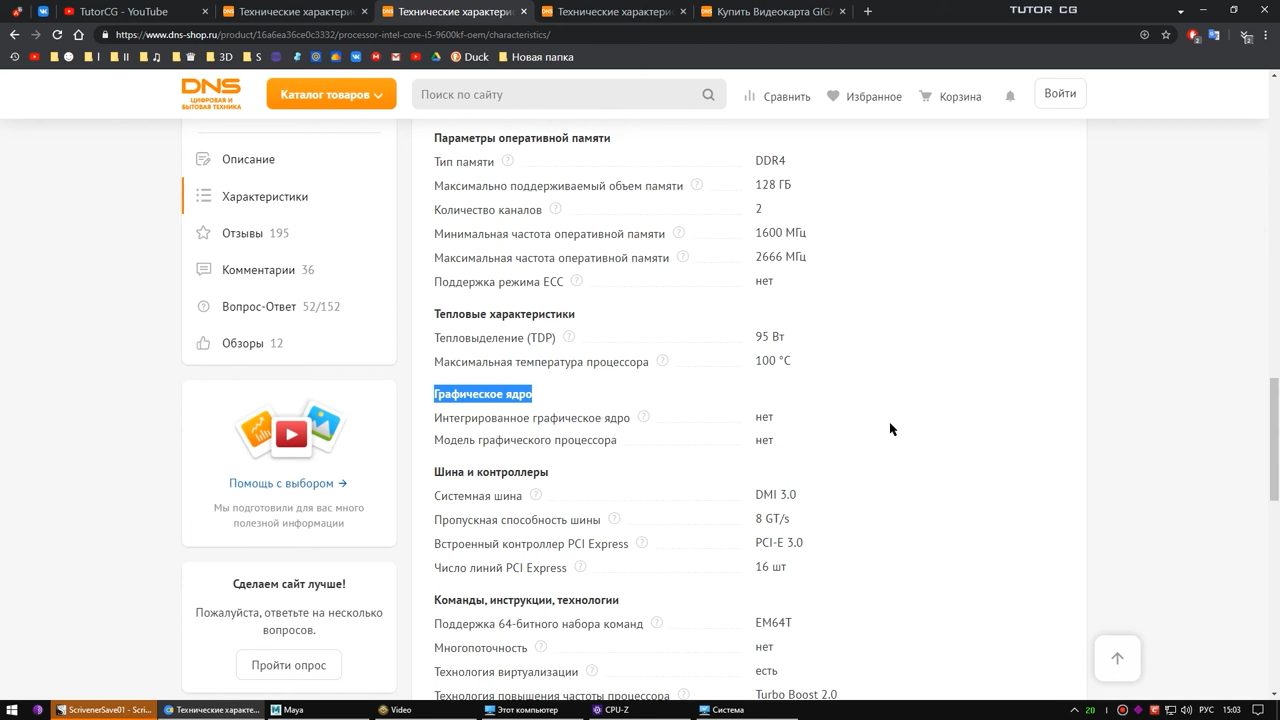 TutorCG - YouTube
Технические характерис
Технические характерис
Технические характерис
Купить Видеокарта GIGA
TUTOR CG
https://www.dns-shop.ru/product/16a6ea36ce0c3332/processor-intel-core-i5-9600kf-oem/characteristics/
I
II
♫
3D
S
Duck
Новая папка
DNS
ЦИФРОВАЯ И
БЫТОВАЯ ТЕХНИКА
Каталог товаров
Поиск по сайту
Сравнить
Избранное
Корзина
Войти
Описание
Характеристики
Отзывы 195
Комментарии 36
Вопрос-Ответ 52/152
Обзоры 12
Помощь с выбором →
Мы подготовили для вас много
полезной информации
Сделаем сайт лучше!
Пожалуйста, ответьте на несколько
вопросов.
Пройти опрос
Параметры оперативной памяти
Тип памяти DDR4
Максимально поддерживаемый объем памяти 128 ГБ
Количество каналов 2
Минимальная частота оперативной памяти 1600 МГц
Максимальная частота оперативной памяти 2666 МГц
Поддержка режима ECC нет
Тепловые характеристики
Тепловыделение (TDP) 95 Вт
Максимальная температура процессора 100 °C
Графическое ядро
Интегрированное графическое ядро нет
Модель графического процессора нет
Шина и контроллеры
Системная шина DMI 3.0
Пропускная способность шины 8 GT/s
Встроенный контроллер PCI Express PCI-E 3.0
Число линий PCI Express 16 шт
Команды, инструкции, технологии
Поддержка 64-битного набора команд EM64T
Многопоточность нет
Технология виртуализации есть
Технология повышения частоты процессора Turbo Boost 2.0
ScrivenerSave01 - Scri...
Технические характе...
Maya
Video
Этот компьютер
CPU-Z
Система
20
РУС
15:03